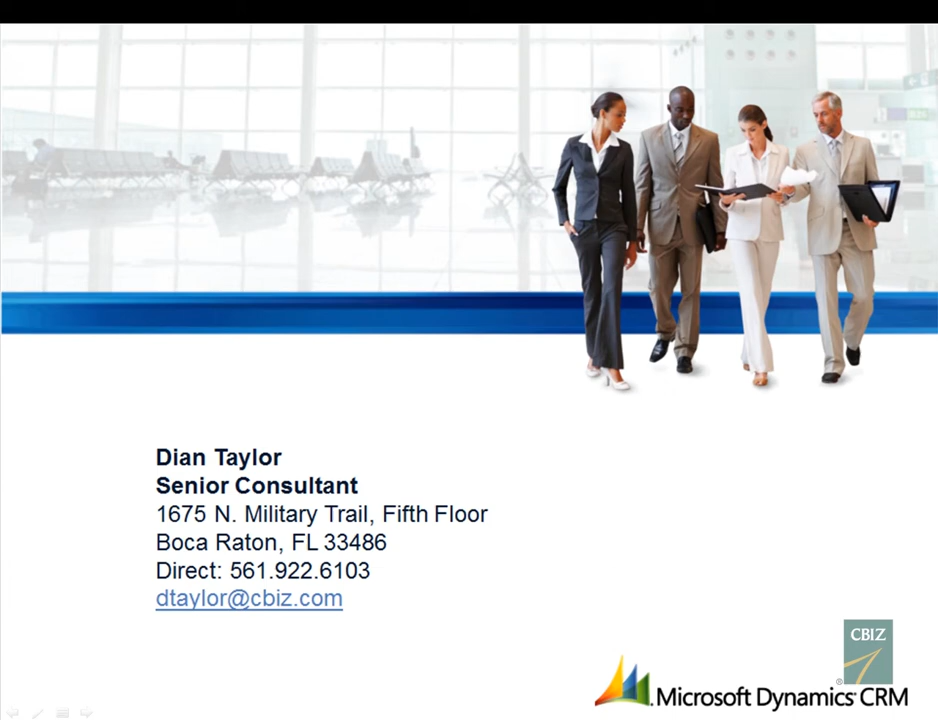 Dian Taylor
Senior Consultant
1675 N. Military Trail, Fifth Floor
Boca Raton, FL 33486
Direct: 561.922.6103
dtaylor@cbiz.com
CBIZ
®
Microsoft Dynamics CRM